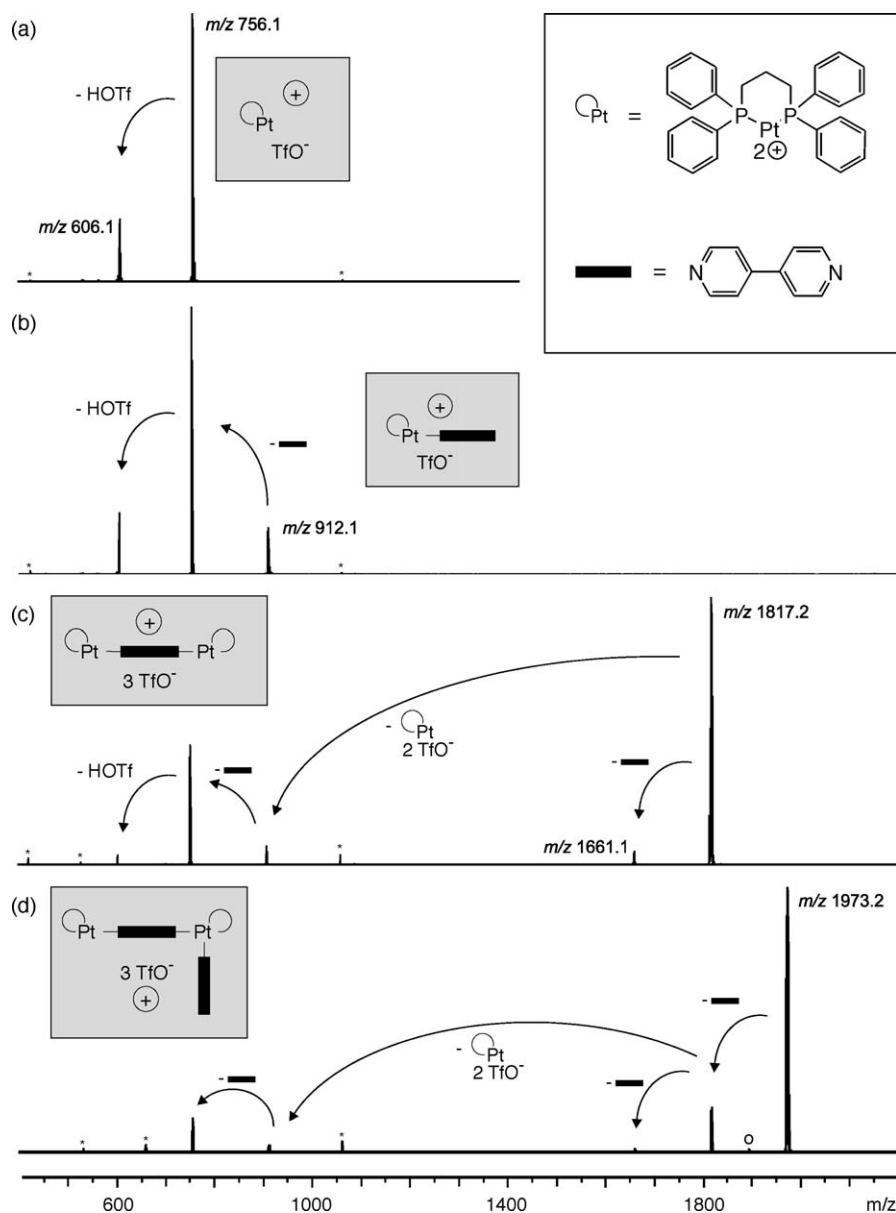 (a)
m/z 756.1
- HOTf
+
Pt
TfO-
m/z 606.1
*
*
Pt
=
P
P
Pt
2+
=
N
N
(b)
- HOTf
-
+
Pt
TfO-
m/z 912.1
*
*
(c)
+
Pt
Pt
3 TfO-
m/z 1817.2
-
Pt
2 TfO-
- HOTf
-
-
m/z 1661.1
*
*
*
(d)
Pt
Pt
3 TfO-
+
m/z 1973.2
-
-
Pt
2 TfO-
-
-
*
*
*
o
600 1000 1400 1800 m/z